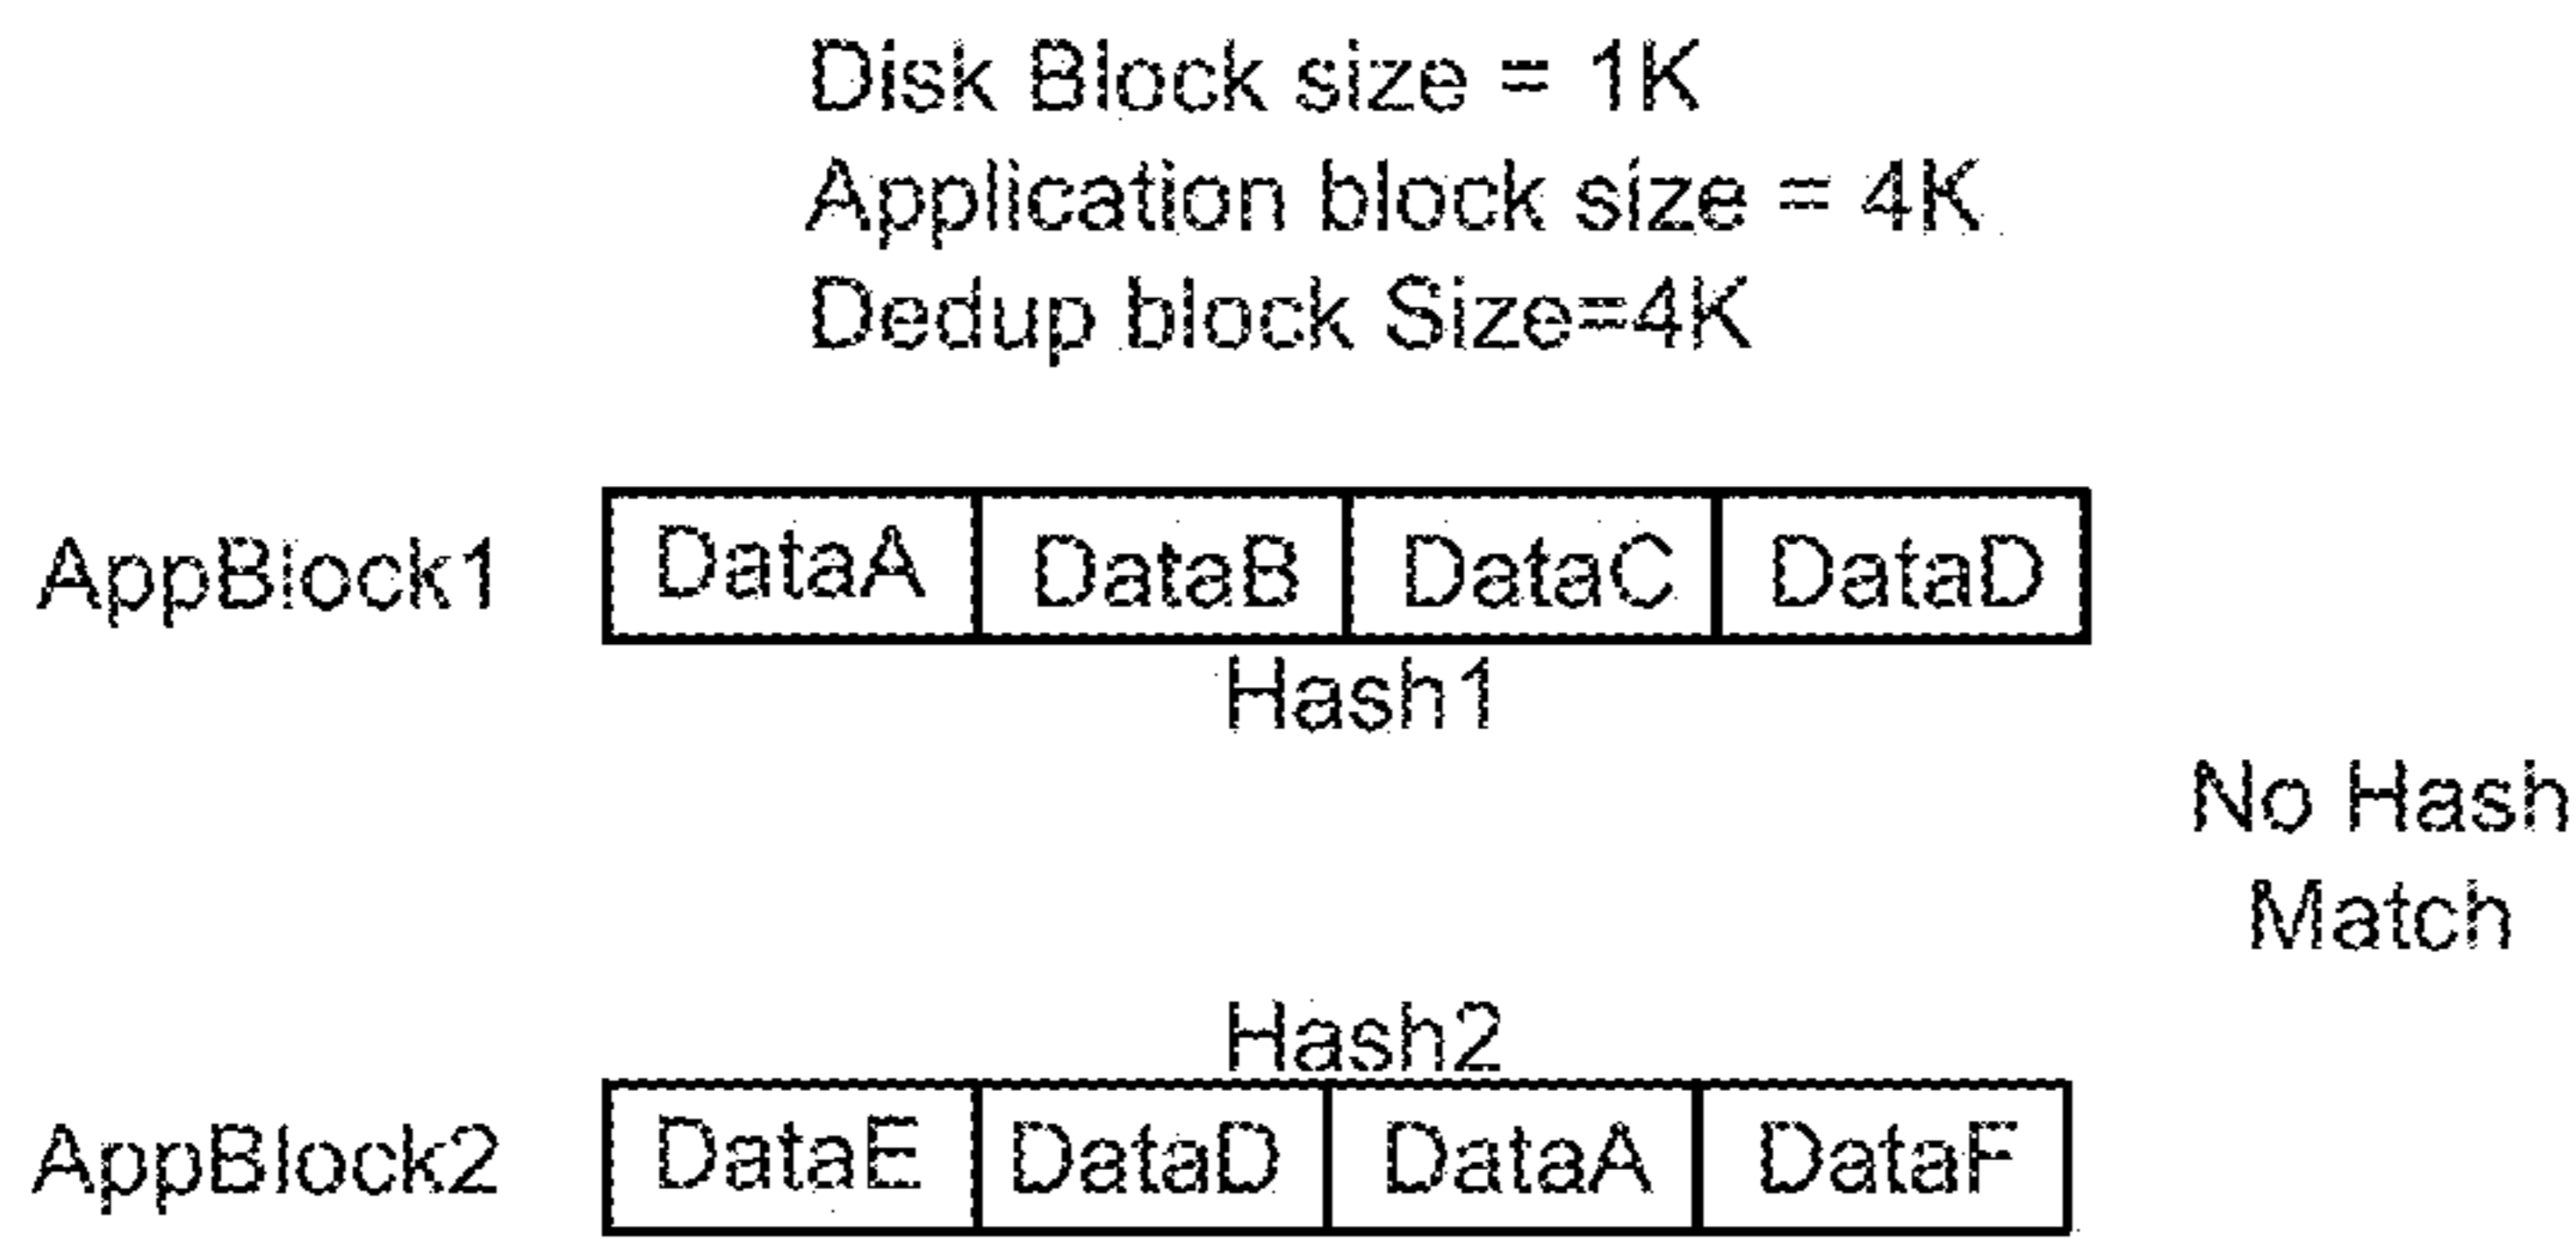 Disk Block size = 1K
Application block size = 4K
Dedup block Size=4K
AppBlock1 DataA DataB DataC DataD
Hash1
No Hash
Match
Hash2
AppBlock2 DataE DataD DataA DataF